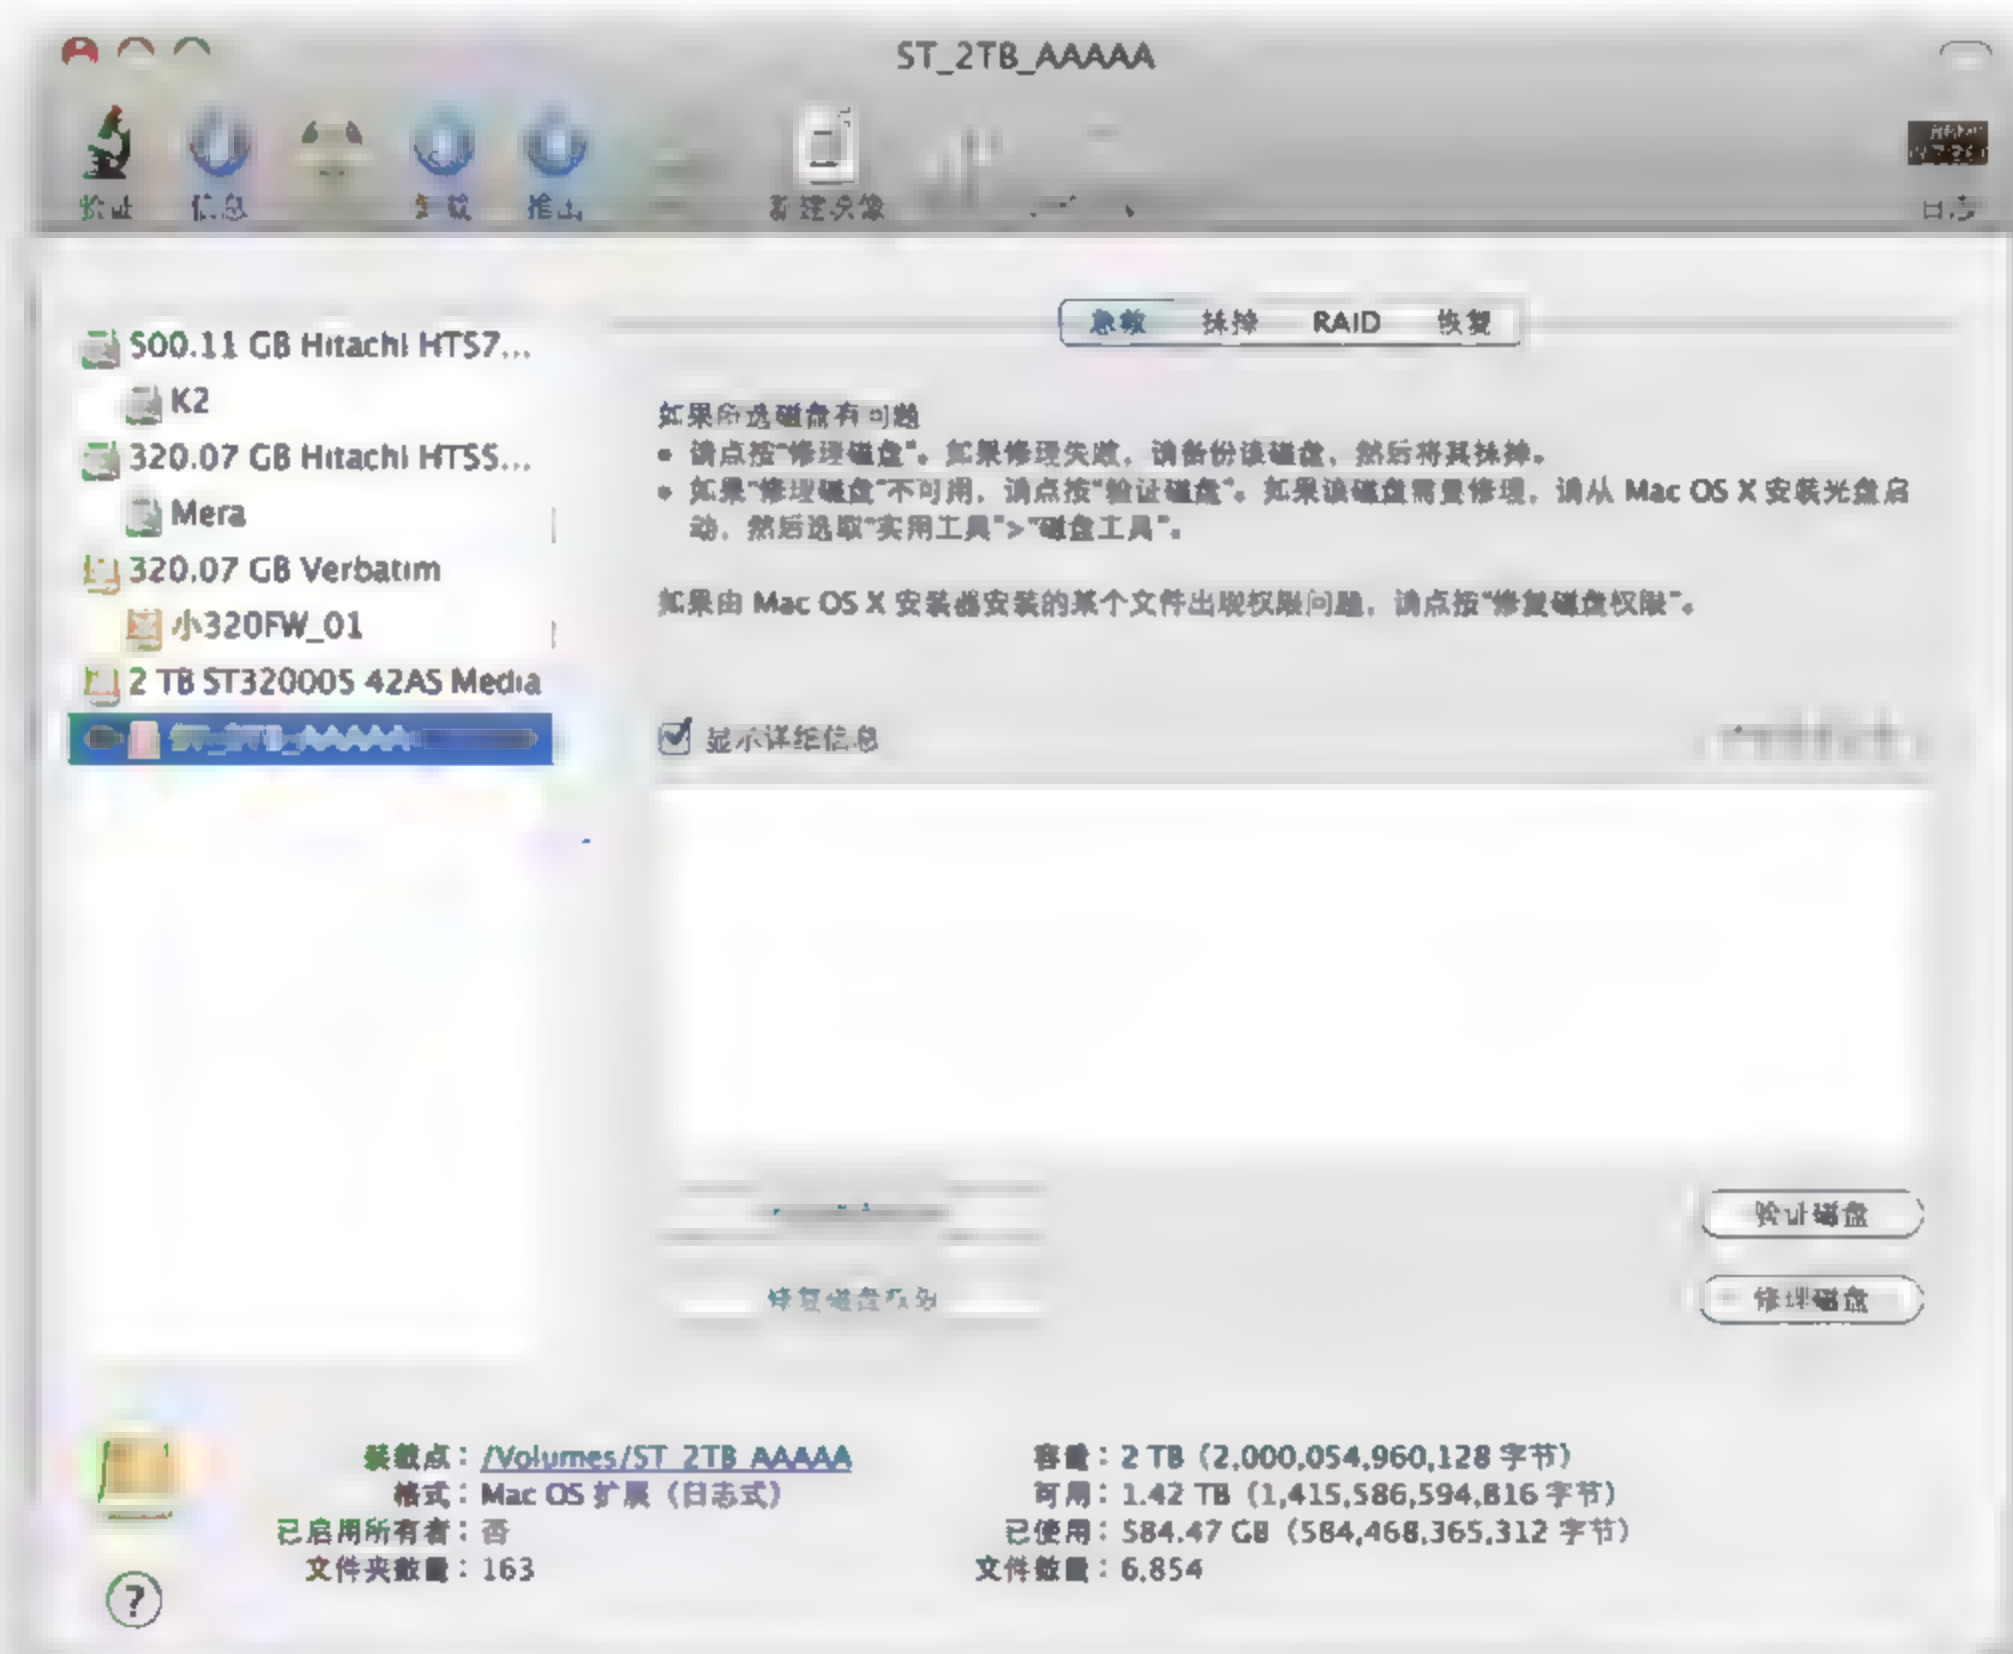 ST_2TB_AAAAA
验证 信息 卸载 推出 新建映像 日志
急救 抹掉 RAID 恢复
500.11 GB Hitachi HTS7...
K2
320.07 GB Hitachi HTS5...
Mera
320.07 GB Verbatim
小320FW_01
2 TB ST320005 42AS Media
ST_2TB_AAAAA
如果所选磁盘有问题
• 请点按“修理磁盘”。如果修理失败，请备份该磁盘，然后将其抹掉。
• 如果“修理磁盘”不可用，请点按“验证磁盘”。如果该磁盘需要修理，请从 Mac OS X 安装光盘启
动，然后选取“实用工具”>“磁盘工具”。
如果由 Mac OS X 安装器安装的某个文件出现权限问题，请点按“修复磁盘权限”。
显示详细信息
验证磁盘
修复磁盘权限
修理磁盘
装载点：/Volumes/ST_2TB_AAAAA
格式：Mac OS 扩展（日志式）
已启用所有者：否
文件夹数量：163
容量：2 TB（2,000,054,960,128 字节）
可用：1.42 TB（1,415,586,594,816 字节）
已使用：584.47 GB（584,468,365,312 字节）
文件数量：6,854
?